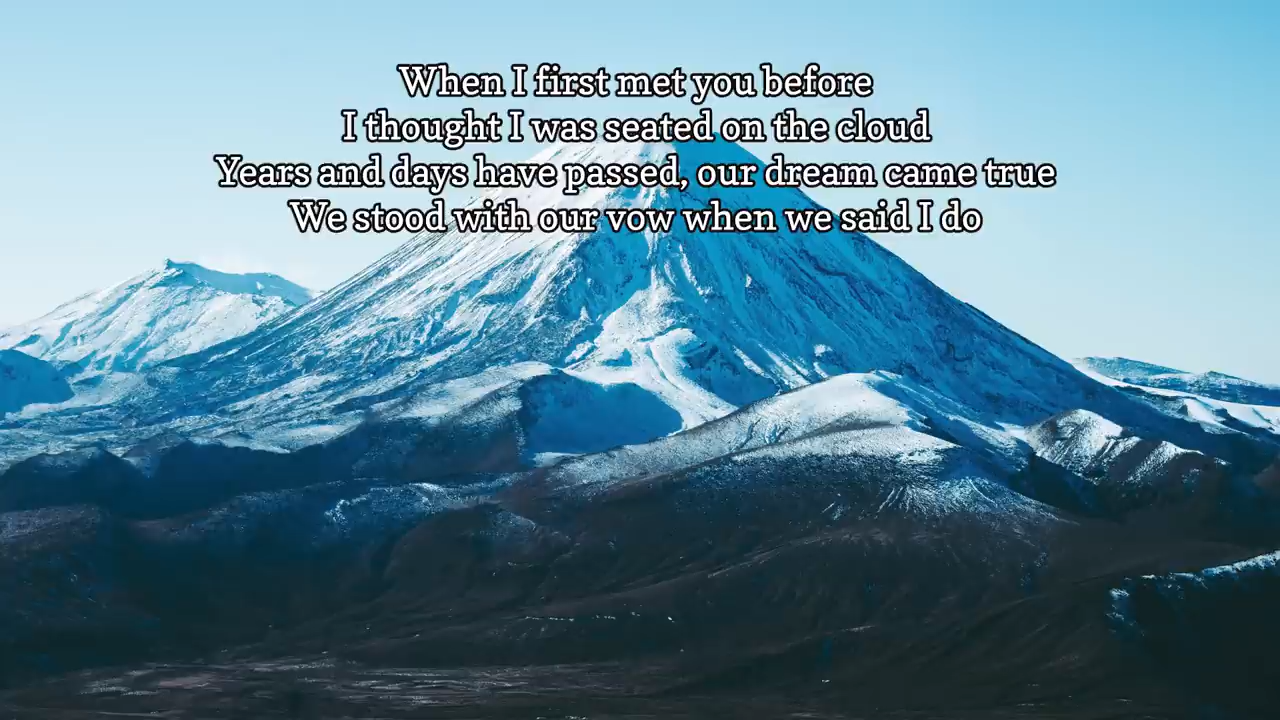 When I first met you before
I thought I was seated on the cloud
Years and days have passed, our dream came true
We stood with our vow when we said I do